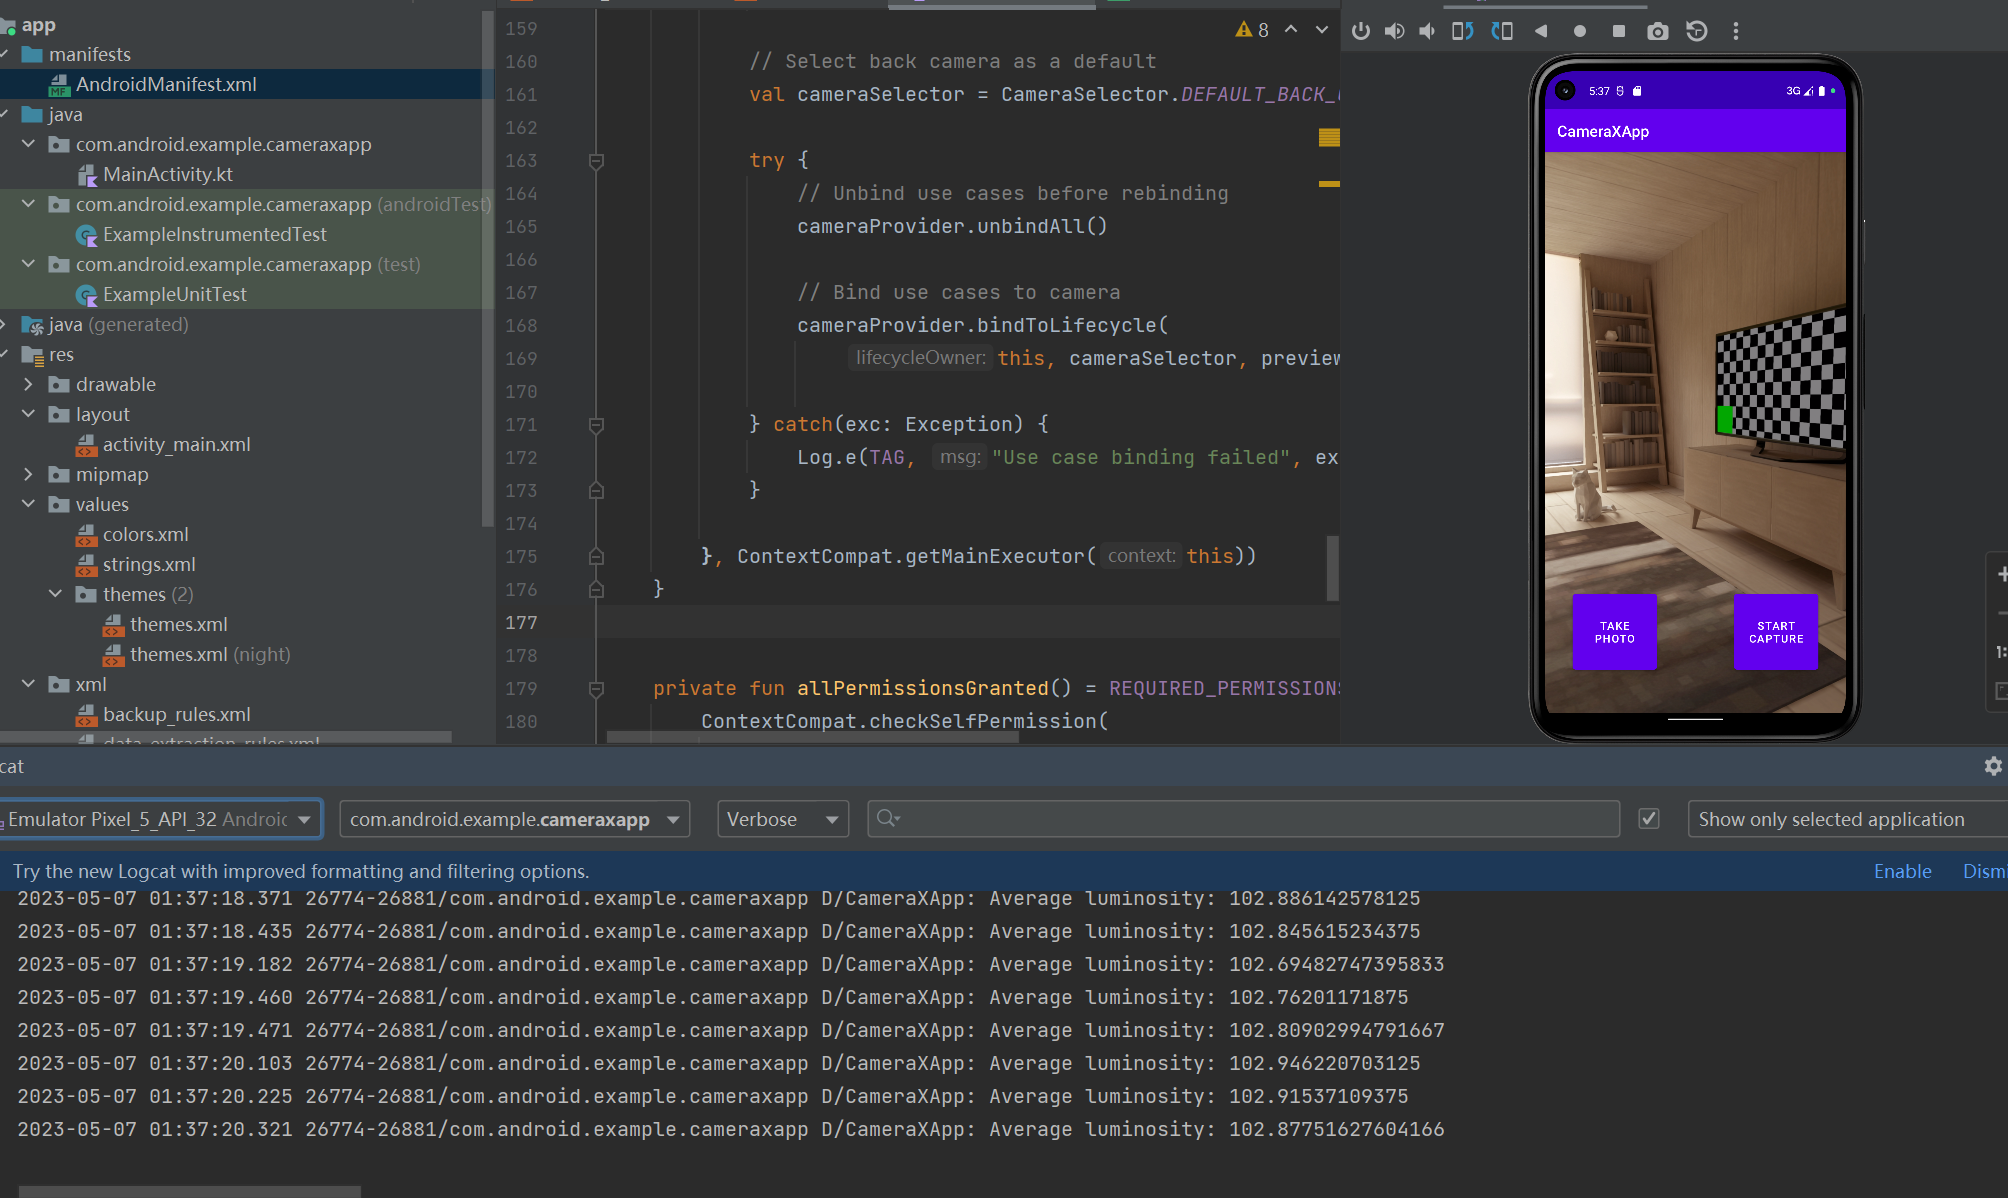 app
manifests
AndroidManifest.xml
java
com.android.example.cameraxapp
MainActivity.kt
com.android.example.cameraxapp (androidTest)
ExampleInstrumentedTest
com.android.example.cameraxapp (test)
ExampleUnitTest
java (generated)
res
drawable
layout
activity_main.xml
mipmap
values
colors.xml
strings.xml
themes (2)
themes.xml
themes.xml (night)
xml
backup_rules.xml
data_extraction_rules.xml
8
159
160 // Select back camera as a default
161 val cameraSelector = CameraSelector.DEFAULT_BACK_
162
163 try {
164 // Unbind use cases before rebinding
165 cameraProvider.unbindAll()
166
167 // Bind use cases to camera
168 cameraProvider.bindToLifecycle(
169 lifecycleOwner: this, cameraSelector, preview
170
171 } catch(exc: Exception) {
172 Log.e(TAG, msg: "Use case binding failed", ex
173 }
174
175 }, ContextCompat.getMainExecutor( context: this))
176 }
177
178
179 private fun allPermissionsGranted() = REQUIRED_PERMISSIONS
180 ContextCompat.checkSelfPermission(
5:37
3G
CameraXApp
TAKE
PHOTO
START
CAPTURE
1:
cat
Emulator Pixel_5_API_32 Android
com.android.example.cameraxapp
Verbose
Show only selected application
Try the new Logcat with improved formatting and filtering options.
Enable
Dismi
2023-05-07 01:37:18.371 26774-26881/com.android.example.cameraxapp D/CameraXApp: Average luminosity: 102.886142578125
2023-05-07 01:37:18.435 26774-26881/com.android.example.cameraxapp D/CameraXApp: Average luminosity: 102.845615234375
2023-05-07 01:37:19.182 26774-26881/com.android.example.cameraxapp D/CameraXApp: Average luminosity: 102.69482747395833
2023-05-07 01:37:19.460 26774-26881/com.android.example.cameraxapp D/CameraXApp: Average luminosity: 102.76201171875
2023-05-07 01:37:19.471 26774-26881/com.android.example.cameraxapp D/CameraXApp: Average luminosity: 102.80902994791667
2023-05-07 01:37:20.103 26774-26881/com.android.example.cameraxapp D/CameraXApp: Average luminosity: 102.946220703125
2023-05-07 01:37:20.225 26774-26881/com.android.example.cameraxapp D/CameraXApp: Average luminosity: 102.91537109375
2023-05-07 01:37:20.321 26774-26881/com.android.example.cameraxapp D/CameraXApp: Average luminosity: 102.87751627604166